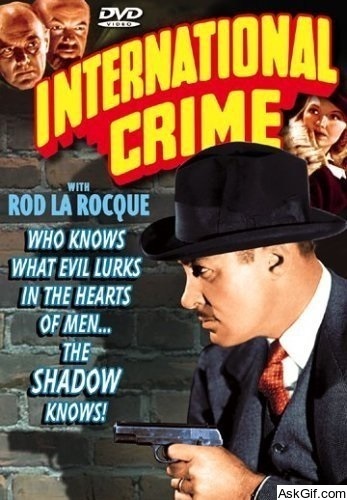 DVD
VIDEO
INTERNATIONAL
CRIME
WITH
ROD LA ROCQUE
WHO KNOWS
WHAT EVIL LURKS
IN THE HEARTS
OF MEN...
THE
SHADOW
KNOWS!
AskGif.com